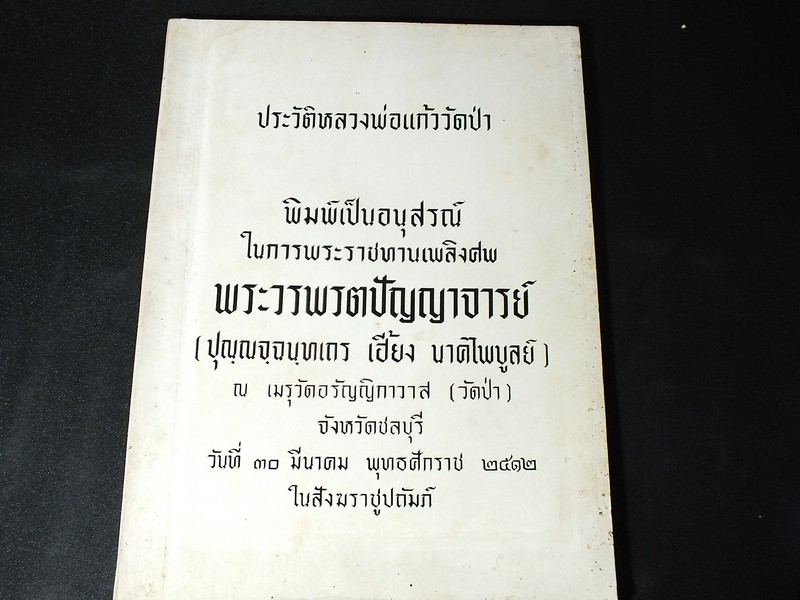 ประวัติหลวงพ่อแก้ววัดป่า
พิมพ์เป็นอนุสรณ์
ในการพระราชทานเพลิงศพ
พระวรพรตปัญญาจารย์
(ปุญฺญจฺจนฺทเถร เฮี้ยง นาคไพบูลย์)
ณ เมรุวัดอรัญญิกาวาส (วัดป่า)
จังหวัดชลบุรี
วันที่ ๓๐ มีนาคม พุทธศักราช ๒๕๑๒
ในสังฆราชูปถัมภ์